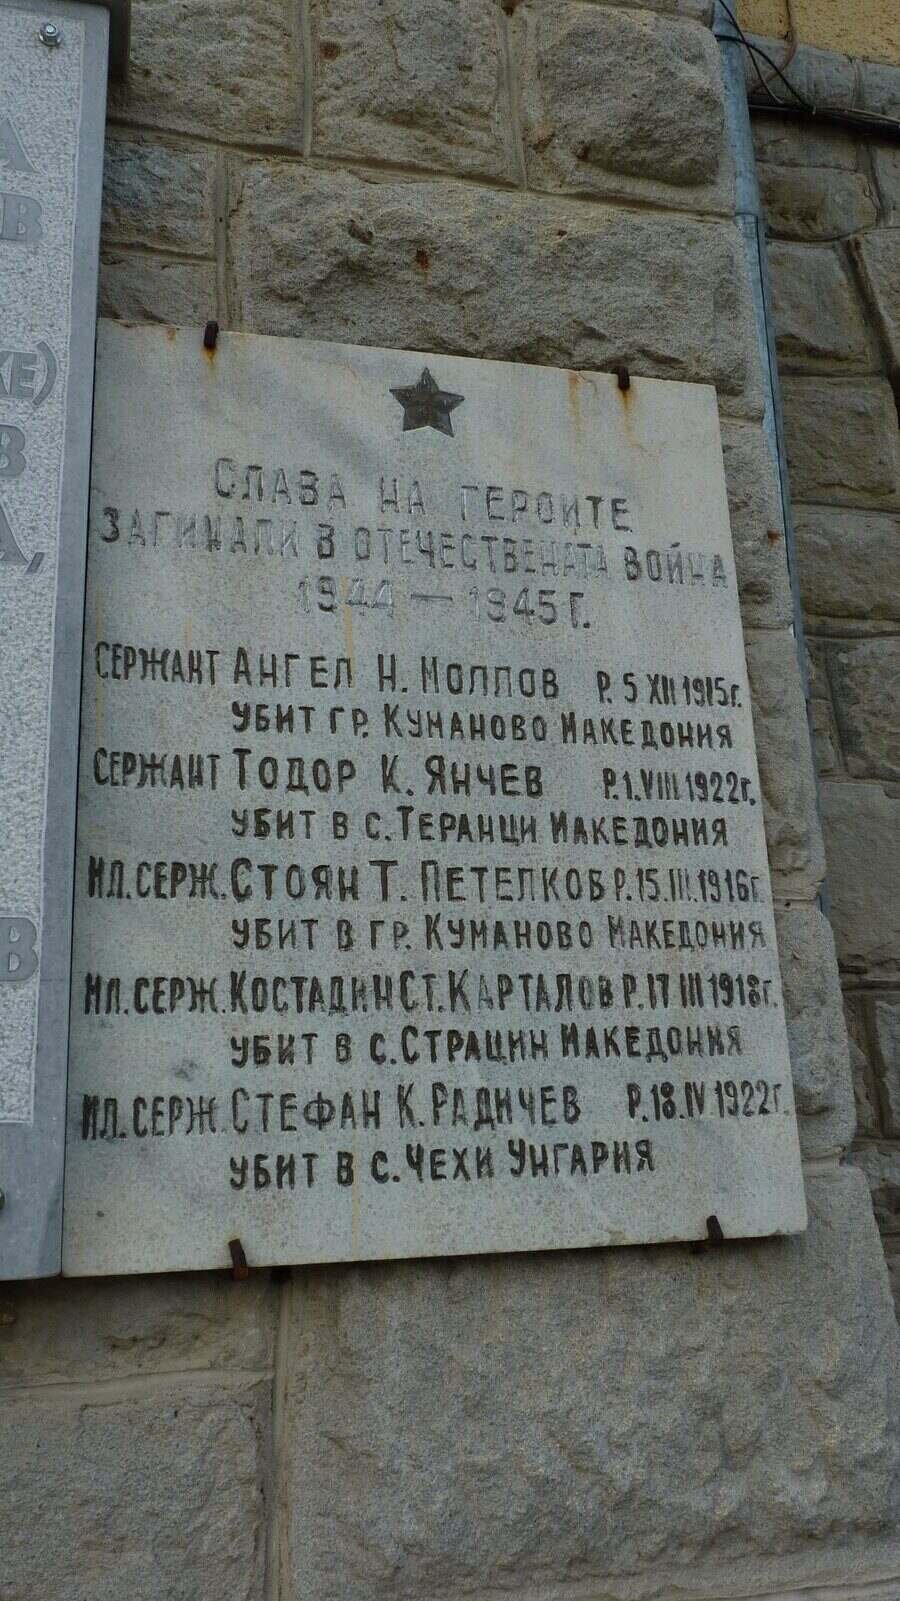 А
В
КЕ)
В
А,
В
СЛАВА НА ГЕРОИТЕ
ЗАГИНАЛИ В ОТЕЧЕСТВЕНАТА ВОЙНА
1944 — 1945 Г.
СЕРЖАНТ АНГЕЛ Н. МОЛЛОВ Р. 5 XII 1915 Г.
УБИТ ГР. КУМАНОВО МАКЕДОНИЯ
СЕРЖАНТ ТОДОР К. ЯНЧЕВ Р. 1. VIII 1922 Г.
УБИТ В С. ТЕРАНЦИ МАКЕДОНИЯ
МЛ. СЕРЖ. СТОЯН Т. ПЕТЕЛКОВ Р. 15. III. 1916 Г.
УБИТ В ГР. КУМАНОВО МАКЕДОНИЯ
МЛ. СЕРЖ. КОСТАДИН СТ. КАРТАЛОВ Р. 17 III 1918 Г.
УБИТ В С. СТРАЦИН МАКЕДОНИЯ
МЛ. СЕРЖ. СТЕФАН К. РАДИЧЕВ Р. 18. IV 1922 Г.
УБИТ В С. ЧЕХИ УНГАРИЯ